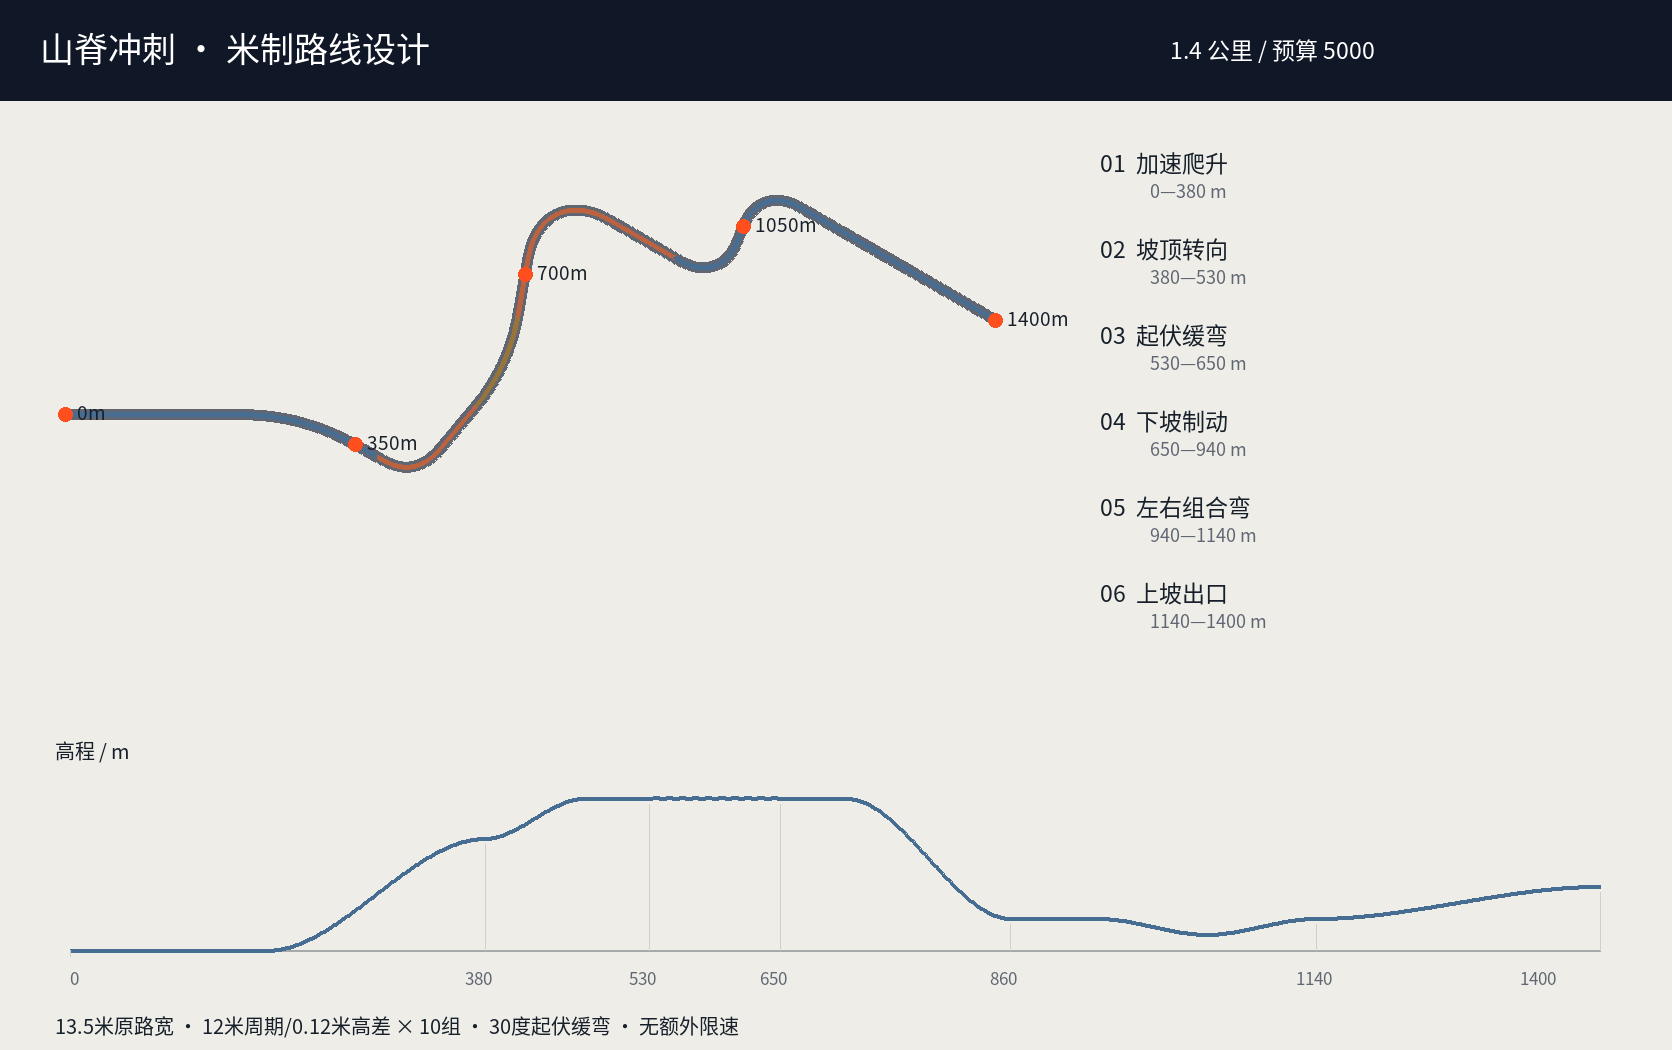 山脊冲刺 · 米制路线设计
1.4 公里 / 预算 5000
01 加速爬升
0—380 m
02 坡顶转向
380—530 m
03 起伏缓弯
530—650 m
04 下坡制动
650—940 m
05 左右组合弯
940—1140 m
06 上坡出口
1140—1400 m
0m
350m
700m
1050m
1400m
高程 / m
0
380
530
650
860
1140
1400
13.5米原路宽 · 12米周期/0.12米高差 × 10组 · 30度起伏缓弯 · 无额外限速